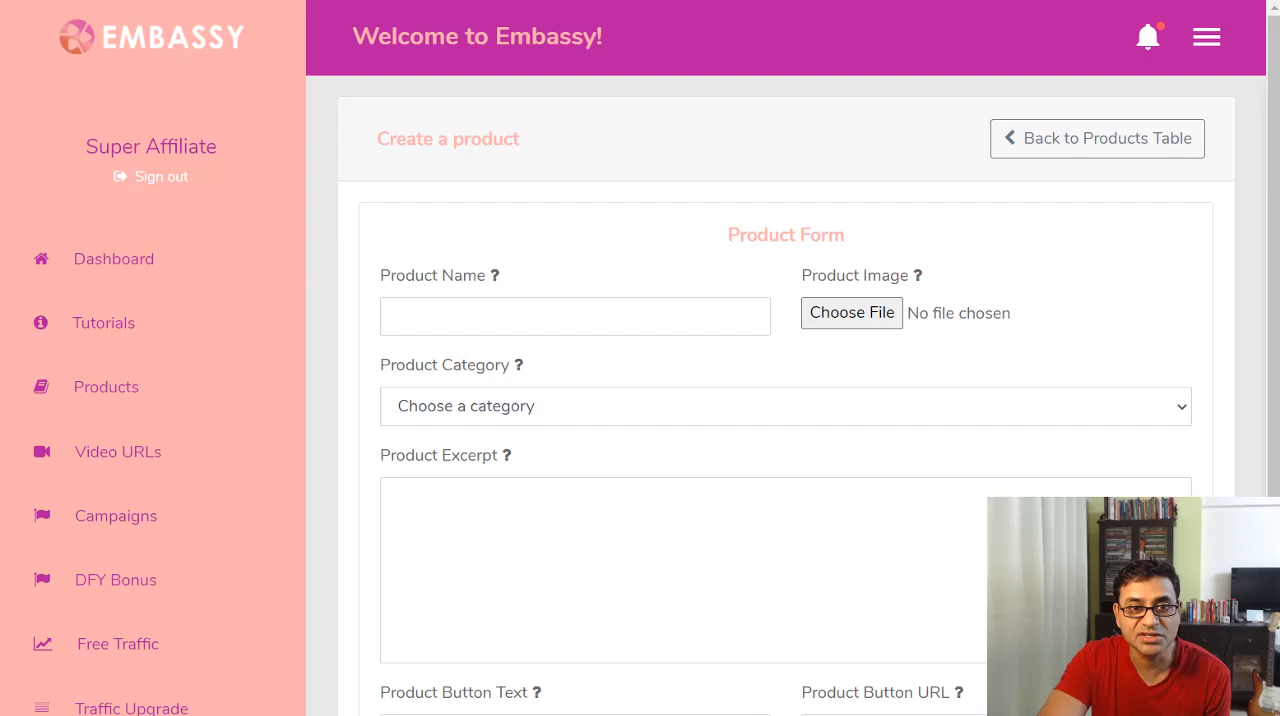 EMBASSY
Welcome to Embassy!
Super Affiliate
Sign out
Dashboard
Tutorials
Products
Video URLs
Campaigns
DFY Bonus
Free Traffic
Traffic Upgrade
Create a product
Back to Products Table
Product Form
Product Name ?
Product Image ?
Choose File No file chosen
Product Category ?
Choose a category
Product Excerpt ?
Product Button Text ?
Product Button URL ?